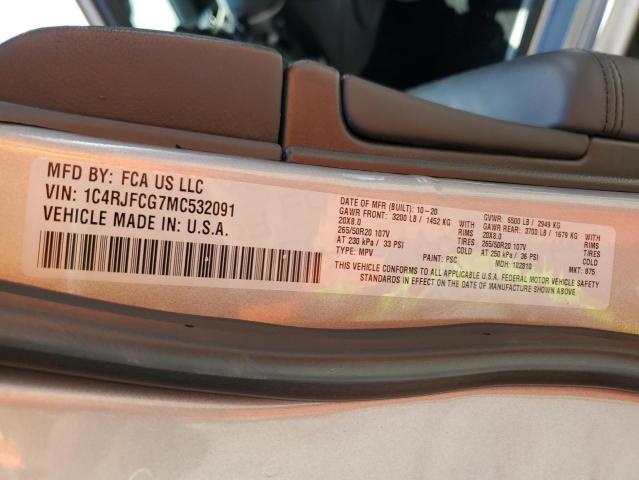 MFD BY: FCA US LLC
VIN: 1C4RJFCG7MC532091
VEHICLE MADE IN: U.S.A.
DATE OF MFR (BUILT): 10-20 GVWR: 6500 LB / 2949 KG
GAWR FRONT: 3200 LB / 1452 KG WITH GAWR REAR: 3700 LB / 1679 KG WITH
20X8.0 RIMS 20X8.0 RIMS
265/50R20 107V TIRES 265/50R20 107V TIRES
AT 230 kPa / 33 PSI COLD AT 250 kPa / 36 PSI COLD
TYPE: MPV PAINT: PSC MDH: 102810 MKT: 875
THIS VEHICLE CONFORMS TO ALL APPLICABLE U.S.A. FEDERAL MOTOR VEHICLE SAFETY
STANDARDS IN EFFECT ON THE DATE OF MANUFACTURE SHOWN ABOVE.